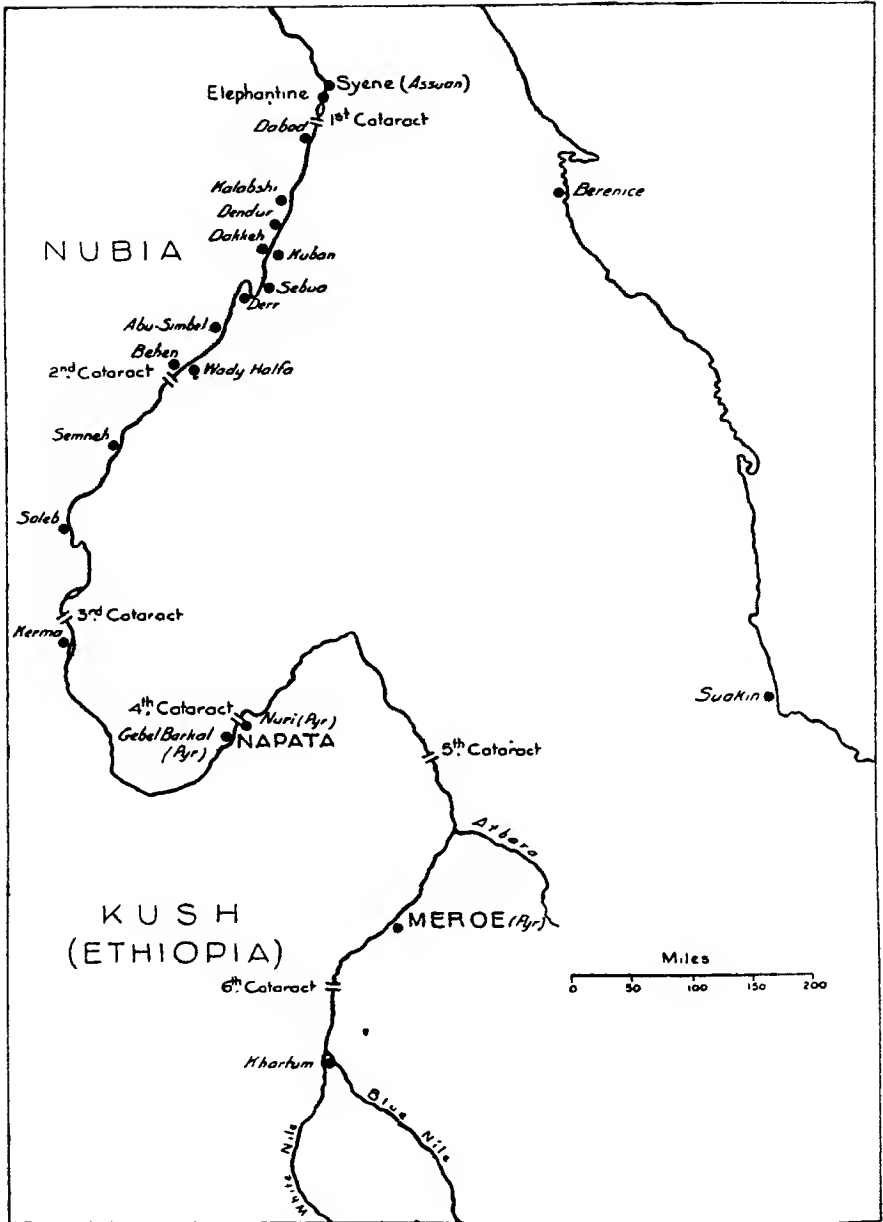 Syene (Assuan)
Elephantine
1st Cataract
Dabod
Kalabshi
Dendur
Dakkeh
Kuban
NUBIA
Sebua
Derr
Abu-Simbel
Behen
Wady Halfa
2nd Cataract
Semneh
Soleb
3rd Cataract
Kerma
4th Cataract
Nuri (Pyr)
Gebel Barkal
(Pyr)
NAPATA
5th Cataract
Atbara
KUSH
(ETHIOPIA)
MEROE (Pyr)
6th Cataract
Khartum
Blue Nile
White Nile
Berenice
Suakin
Miles
0 50 100 150 200